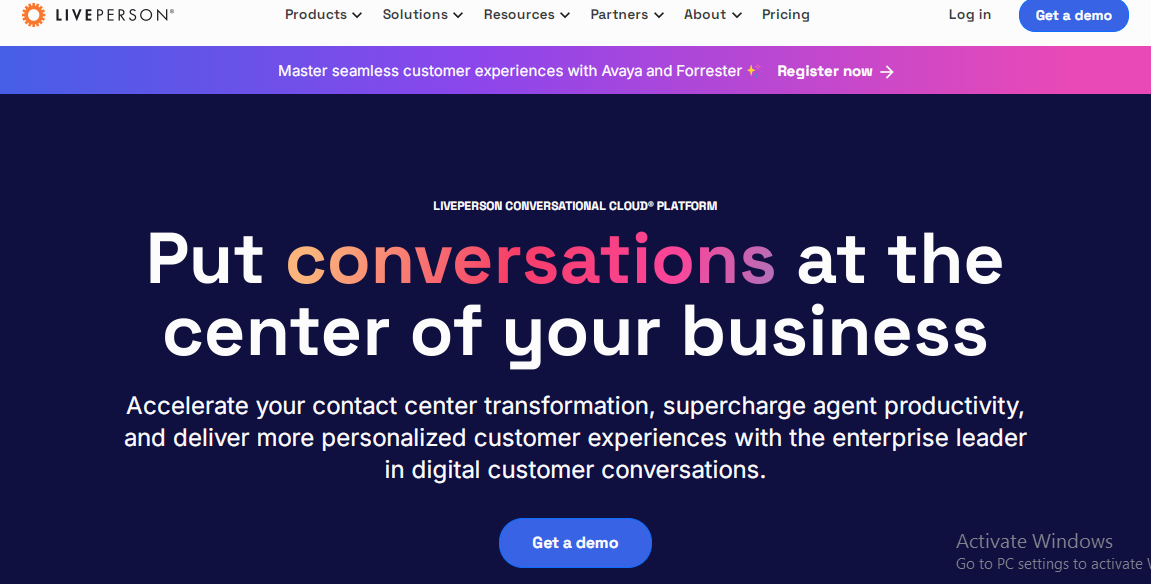 LIVEPERSON®
Products Solutions Resources Partners About Pricing Log in Get a demo
Master seamless customer experiences with Avaya and Forrester Register now →
LIVEPERSON CONVERSATIONAL CLOUD® PLATFORM
Put conversations at the
center of your business
Accelerate your contact center transformation, supercharge agent productivity,
and deliver more personalized customer experiences with the enterprise leader
in digital customer conversations.
Get a demo
Activate Windows
Go to PC settings to activate